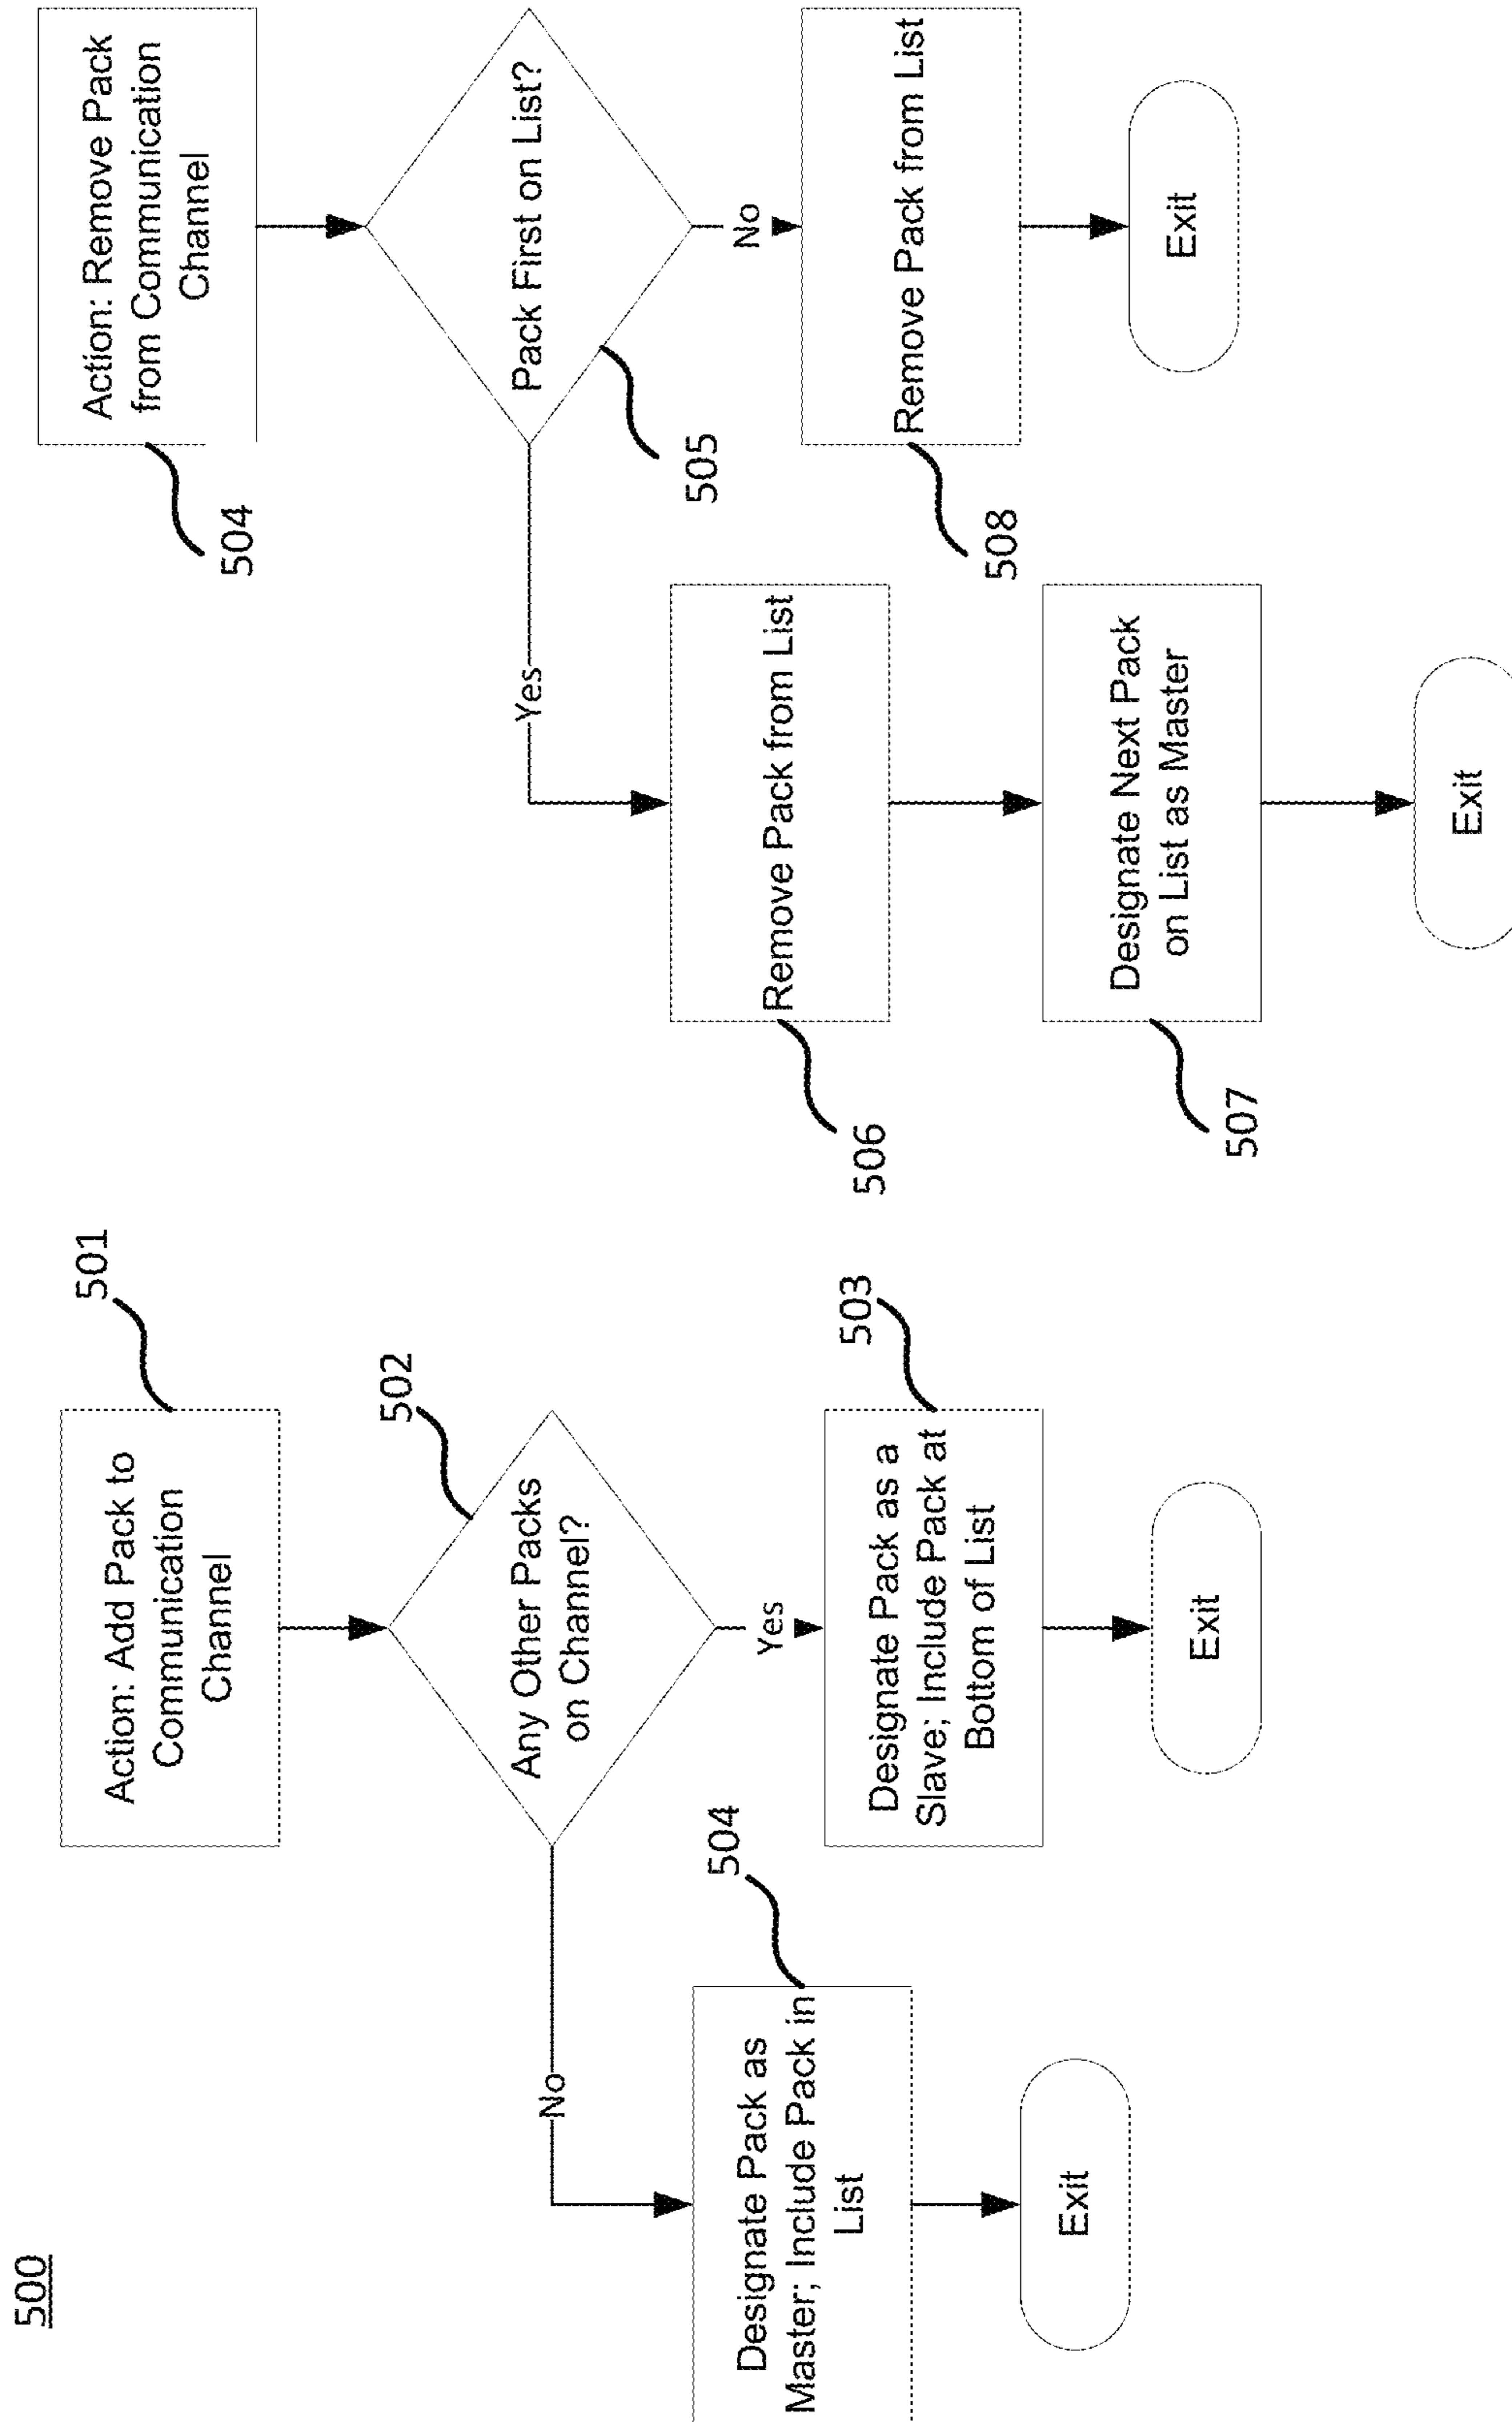 500
Action: Add Pack to
Communication
Channel
501
Any Other Packs
on Channel?
502
No
Yes
Designate Pack as
Master; Include Pack in
List
504
Exit
Designate Pack as a
Slave; Include Pack at
Bottom of List
503
Exit
Action: Remove Pack
from Communication
Channel
504
Pack First on List?
505
Yes
No
Remove Pack from List
506
Designate Next Pack
on List as Master
507
Exit
Remove Pack from List
508
Exit